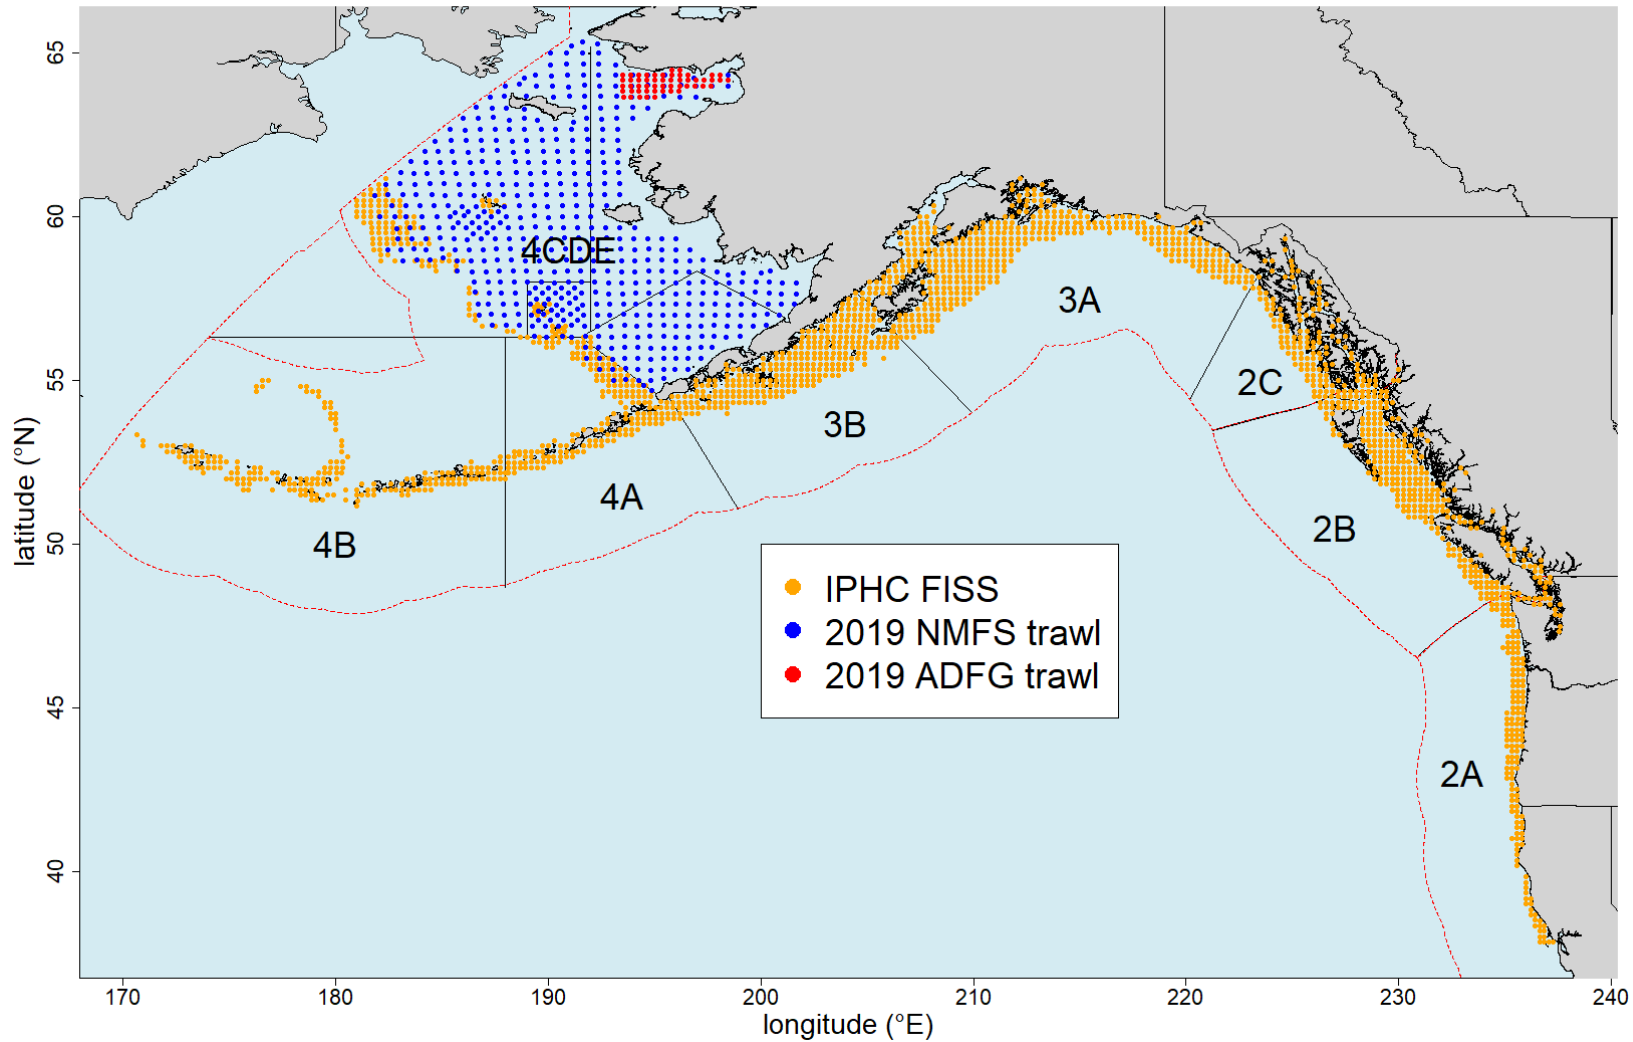 65
60
55
50
45
40
latitude (°N)
4CDE
3A
2C
3B
4A
2B
4B
IPHC FISS
2019 NMFS trawl
2019 ADFG trawl
2A
170
180
190
200
210
220
230
240
longitude (°E)